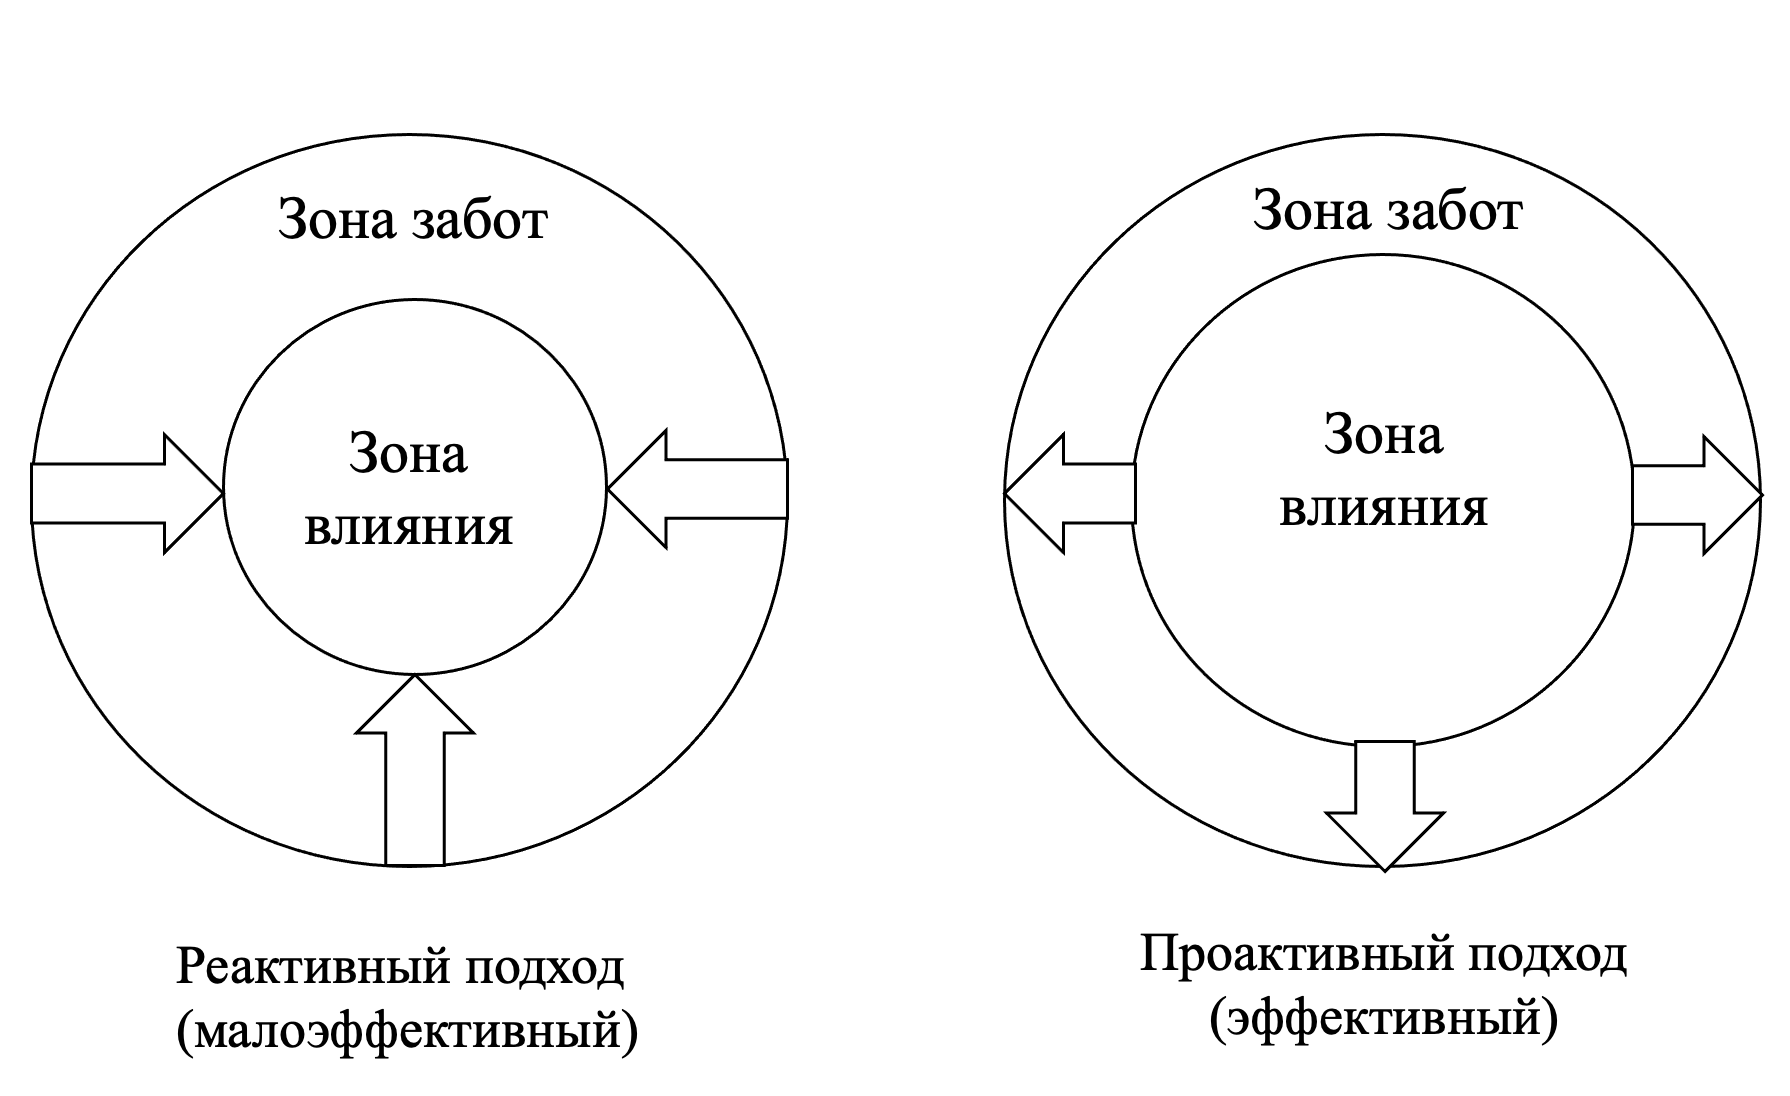 Зона забот
Зона
влияния
Реактивный подход
(малоэффективный)
Зона забот
Зона
влияния
Проактивный подход
(эффективный)